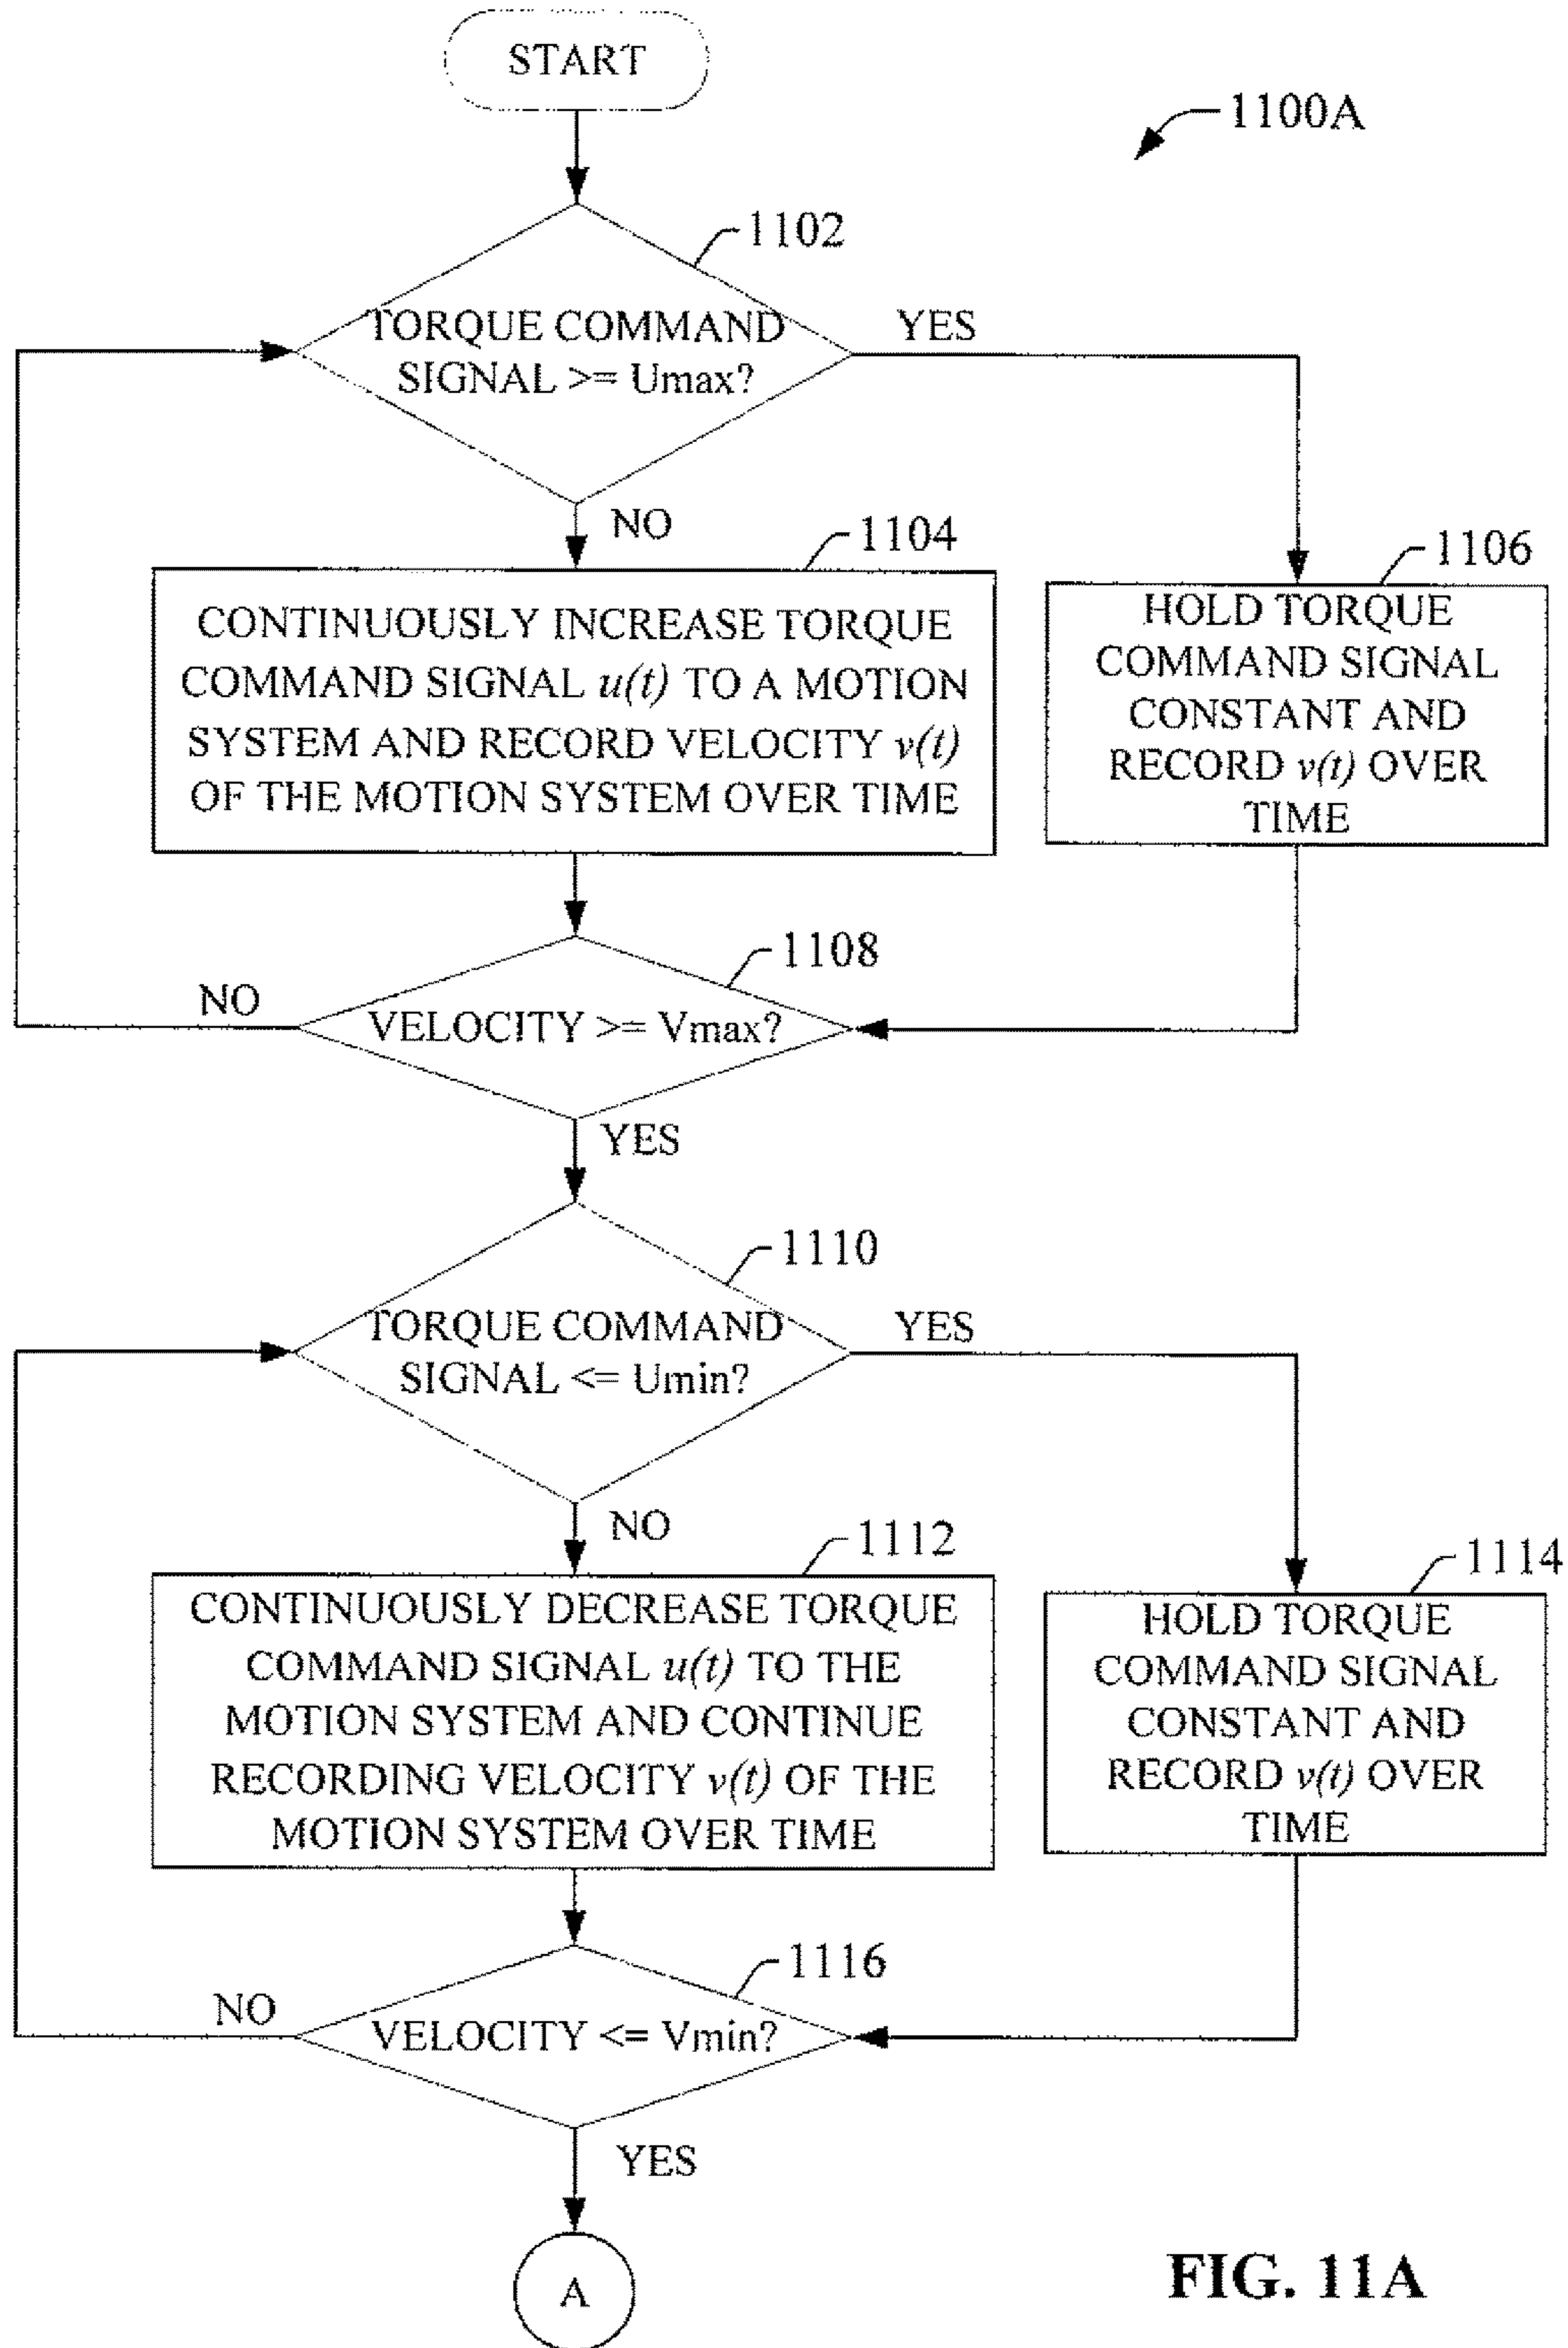 START
1100A
1102
TORQUE COMMAND
SIGNAL >= Umax?
YES
NO
1104
CONTINUOUSLY INCREASE TORQUE
COMMAND SIGNAL u(t) TO A MOTION
SYSTEM AND RECORD VELOCITY v(t)
OF THE MOTION SYSTEM OVER TIME
1106
HOLD TORQUE
COMMAND SIGNAL
CONSTANT AND
RECORD v(t) OVER
TIME
1108
NO
VELOCITY >= Vmax?
YES
1110
TORQUE COMMAND
SIGNAL <= Umin?
YES
NO
1112
CONTINUOUSLY DECREASE TORQUE
COMMAND SIGNAL u(t) TO THE
MOTION SYSTEM AND CONTINUE
RECORDING VELOCITY v(t) OF THE
MOTION SYSTEM OVER TIME
1114
HOLD TORQUE
COMMAND SIGNAL
CONSTANT AND
RECORD v(t) OVER
TIME
1116
NO
VELOCITY <= Vmin?
YES
A
FIG. 11A